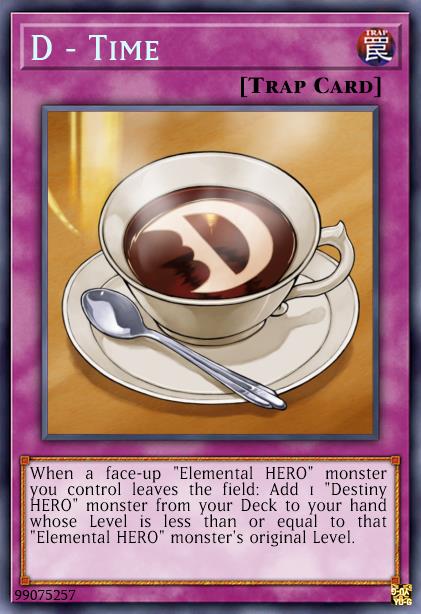 D - Time
TRAP
罠
[Trap Card]
D
When a face-up "Elemental HERO" monster
you control leaves the field: Add 1 "Destiny
HERO" monster from your Deck to your hand
whose Level is less than or equal to that
"Elemental HERO" monster's original Level.
99075257